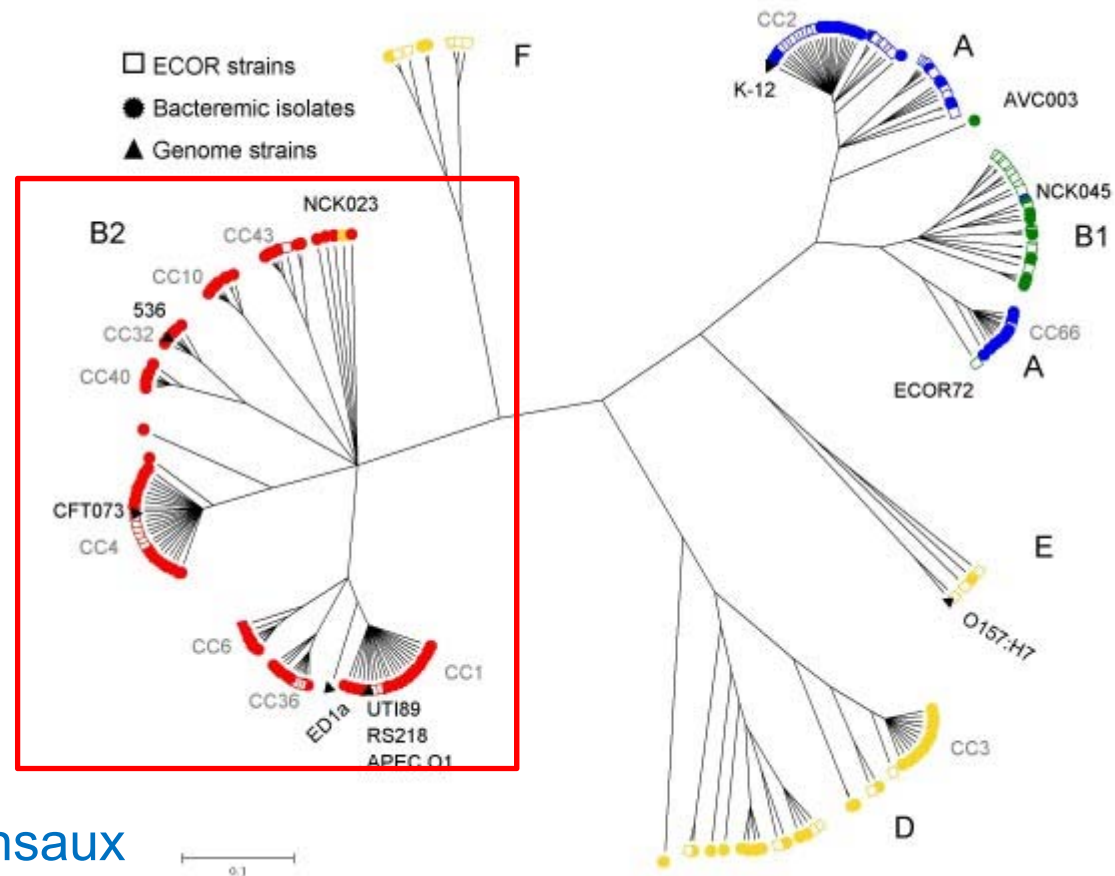 F
ECOR strains
Bacteremic isolates
Genome strains
CC2
A
K-12
AVC003
NCK045
B1
CC66
A
ECOR72
B2
NCK023
CC43
CC10
536
CC32
CC40
CFT073
CC4
CC6
CC36
ED1a
CC1
UTI89
RS218
APEC O1
E
O157:H7
CC3
D
nsaux
0.1